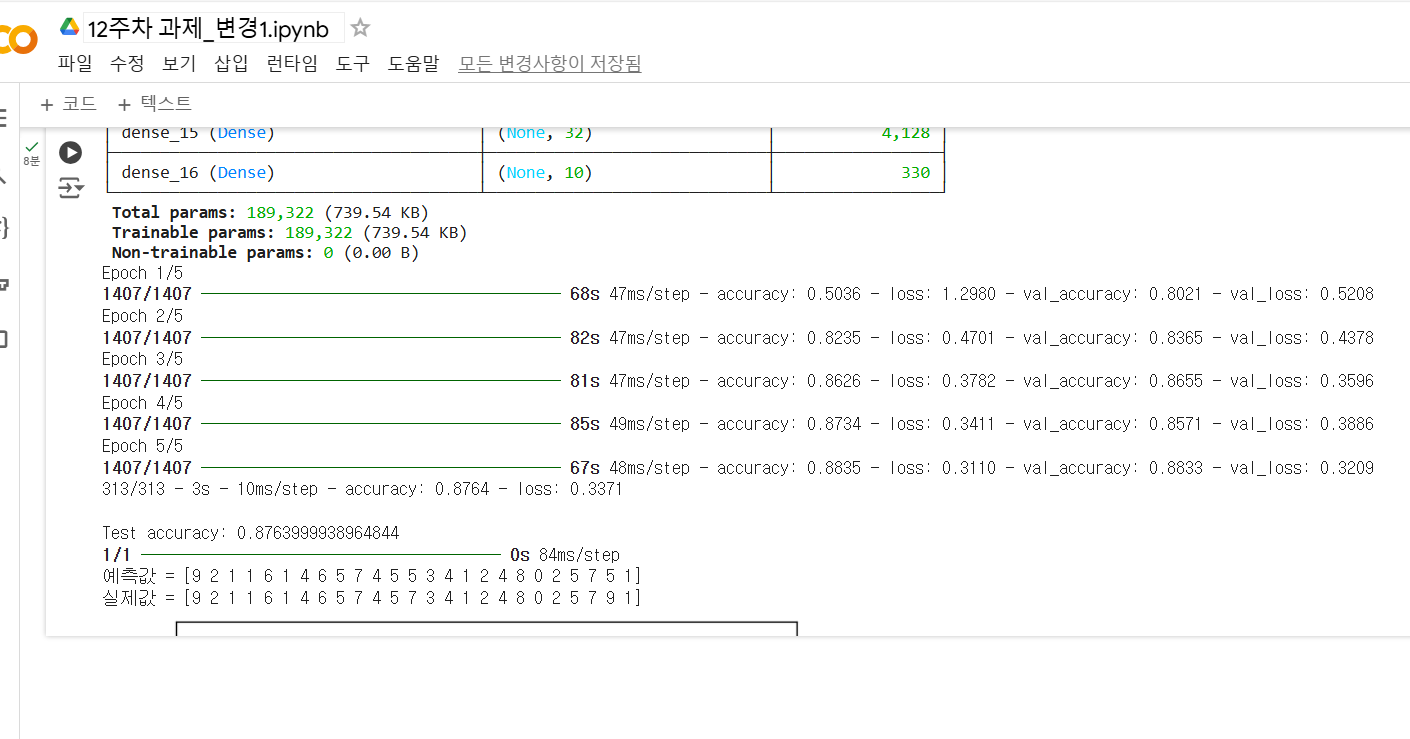 12주차 과제_변경1.ipynb
파일 수정 보기 삽입 런타임 도구 도움말 모든 변경사항이 저장됨
+ 코드 + 텍스트
8분
dense_15 (Dense) (None, 32) 4,128
dense_16 (Dense) (None, 10) 330
Total params: 189,322 (739.54 KB)
Trainable params: 189,322 (739.54 KB)
Non-trainable params: 0 (0.00 B)
Epoch 1/5
1407/1407 68s 47ms/step - accuracy: 0.5036 - loss: 1.2980 - val_accuracy: 0.8021 - val_loss: 0.5208
Epoch 2/5
1407/1407 82s 47ms/step - accuracy: 0.8235 - loss: 0.4701 - val_accuracy: 0.8365 - val_loss: 0.4378
Epoch 3/5
1407/1407 81s 47ms/step - accuracy: 0.8626 - loss: 0.3782 - val_accuracy: 0.8655 - val_loss: 0.3596
Epoch 4/5
1407/1407 85s 49ms/step - accuracy: 0.8734 - loss: 0.3411 - val_accuracy: 0.8571 - val_loss: 0.3886
Epoch 5/5
1407/1407 67s 48ms/step - accuracy: 0.8835 - loss: 0.3110 - val_accuracy: 0.8833 - val_loss: 0.3209
313/313 - 3s - 10ms/step - accuracy: 0.8764 - loss: 0.3371
Test accuracy: 0.8763999938964844
1/1 0s 84ms/step
예측값 = [9 2 1 1 6 1 4 6 5 7 4 5 5 3 4 1 2 4 8 0 2 5 7 5 1]
실제값 = [9 2 1 1 6 1 4 6 5 7 4 5 7 3 4 1 2 4 8 0 2 5 7 9 1]